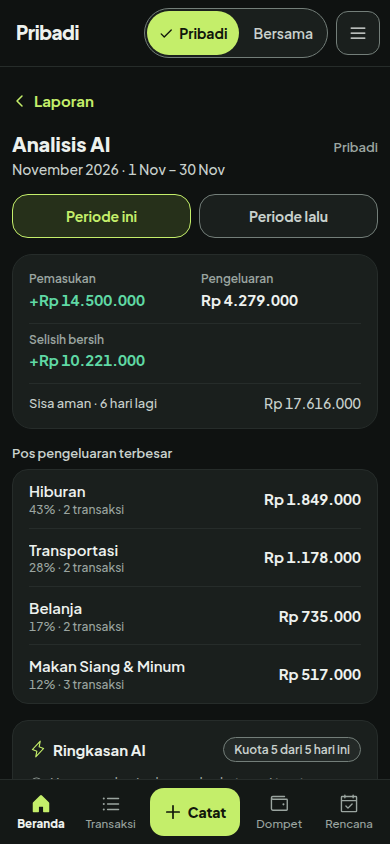 Pribadi
Pribadi
Bersama
Laporan
Analisis AI
Pribadi
November 2026 · 1 Nov – 30 Nov
Periode ini
Periode lalu
Pemasukan
Pengeluaran
+Rp 14.500.000
Rp 4.279.000
Selisih bersih
+Rp 10.221.000
Sisa aman · 6 hari lagi
Rp 17.616.000
Pos pengeluaran terbesar
Hiburan
43% · 2 transaksi
Rp 1.849.000
Transportasi
28% · 2 transaksi
Rp 1.178.000
Belanja
17% · 2 transaksi
Rp 735.000
Makan Siang & Minum
12% · 3 transaksi
Rp 517.000
Ringkasan AI
Kuota 5 dari 5 hari ini
Beranda
Transaksi
Catat
Dompet
Rencana